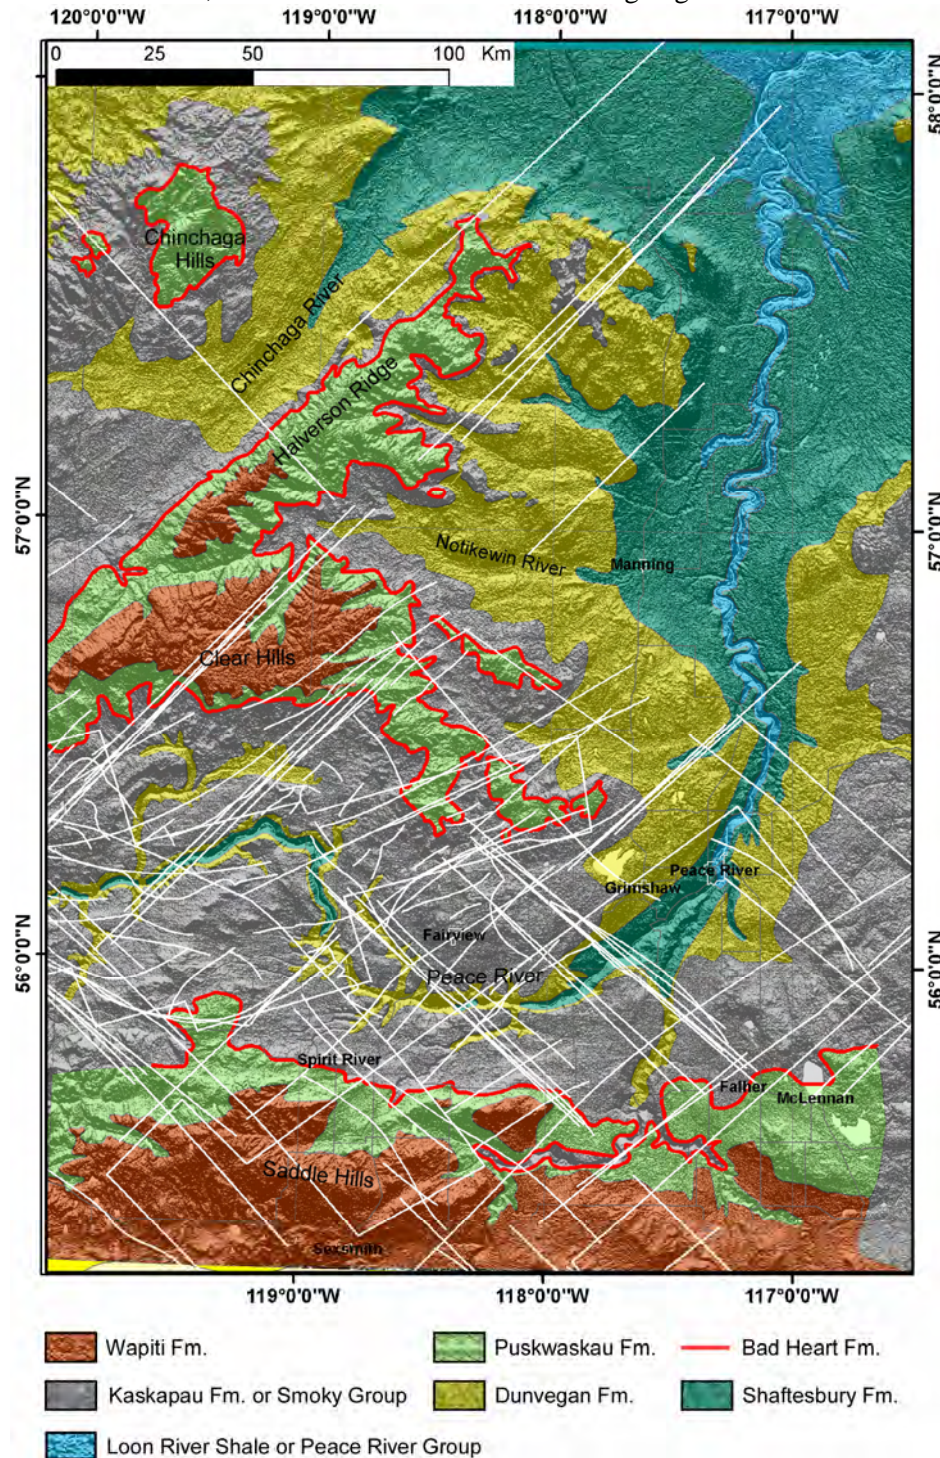 120°0'0"W 119°0'0"W 118°0'0"W 117°0'0"W
0 25 50 100 Km
58°0'0"N
Chinchaga
Hills
Chinchaga River
Halverson Ridge
57°0'0"N
57°0'0"N
Notikewin River
Manning
Clear Hills
Peace River
Grimshaw
Fairview
56°0'0"N
Peace River
56°0'0"N
Spirit River
Falher
McLennan
Saddle Hills
Sexsmith
119°0'0"W 118°0'0"W 117°0'0"W
Wapiti Fm. Puskwaskau Fm. Bad Heart Fm.
Kaskapau Fm. or Smoky Group Dunvegan Fm. Shaftesbury Fm.
Loon River Shale or Peace River Group